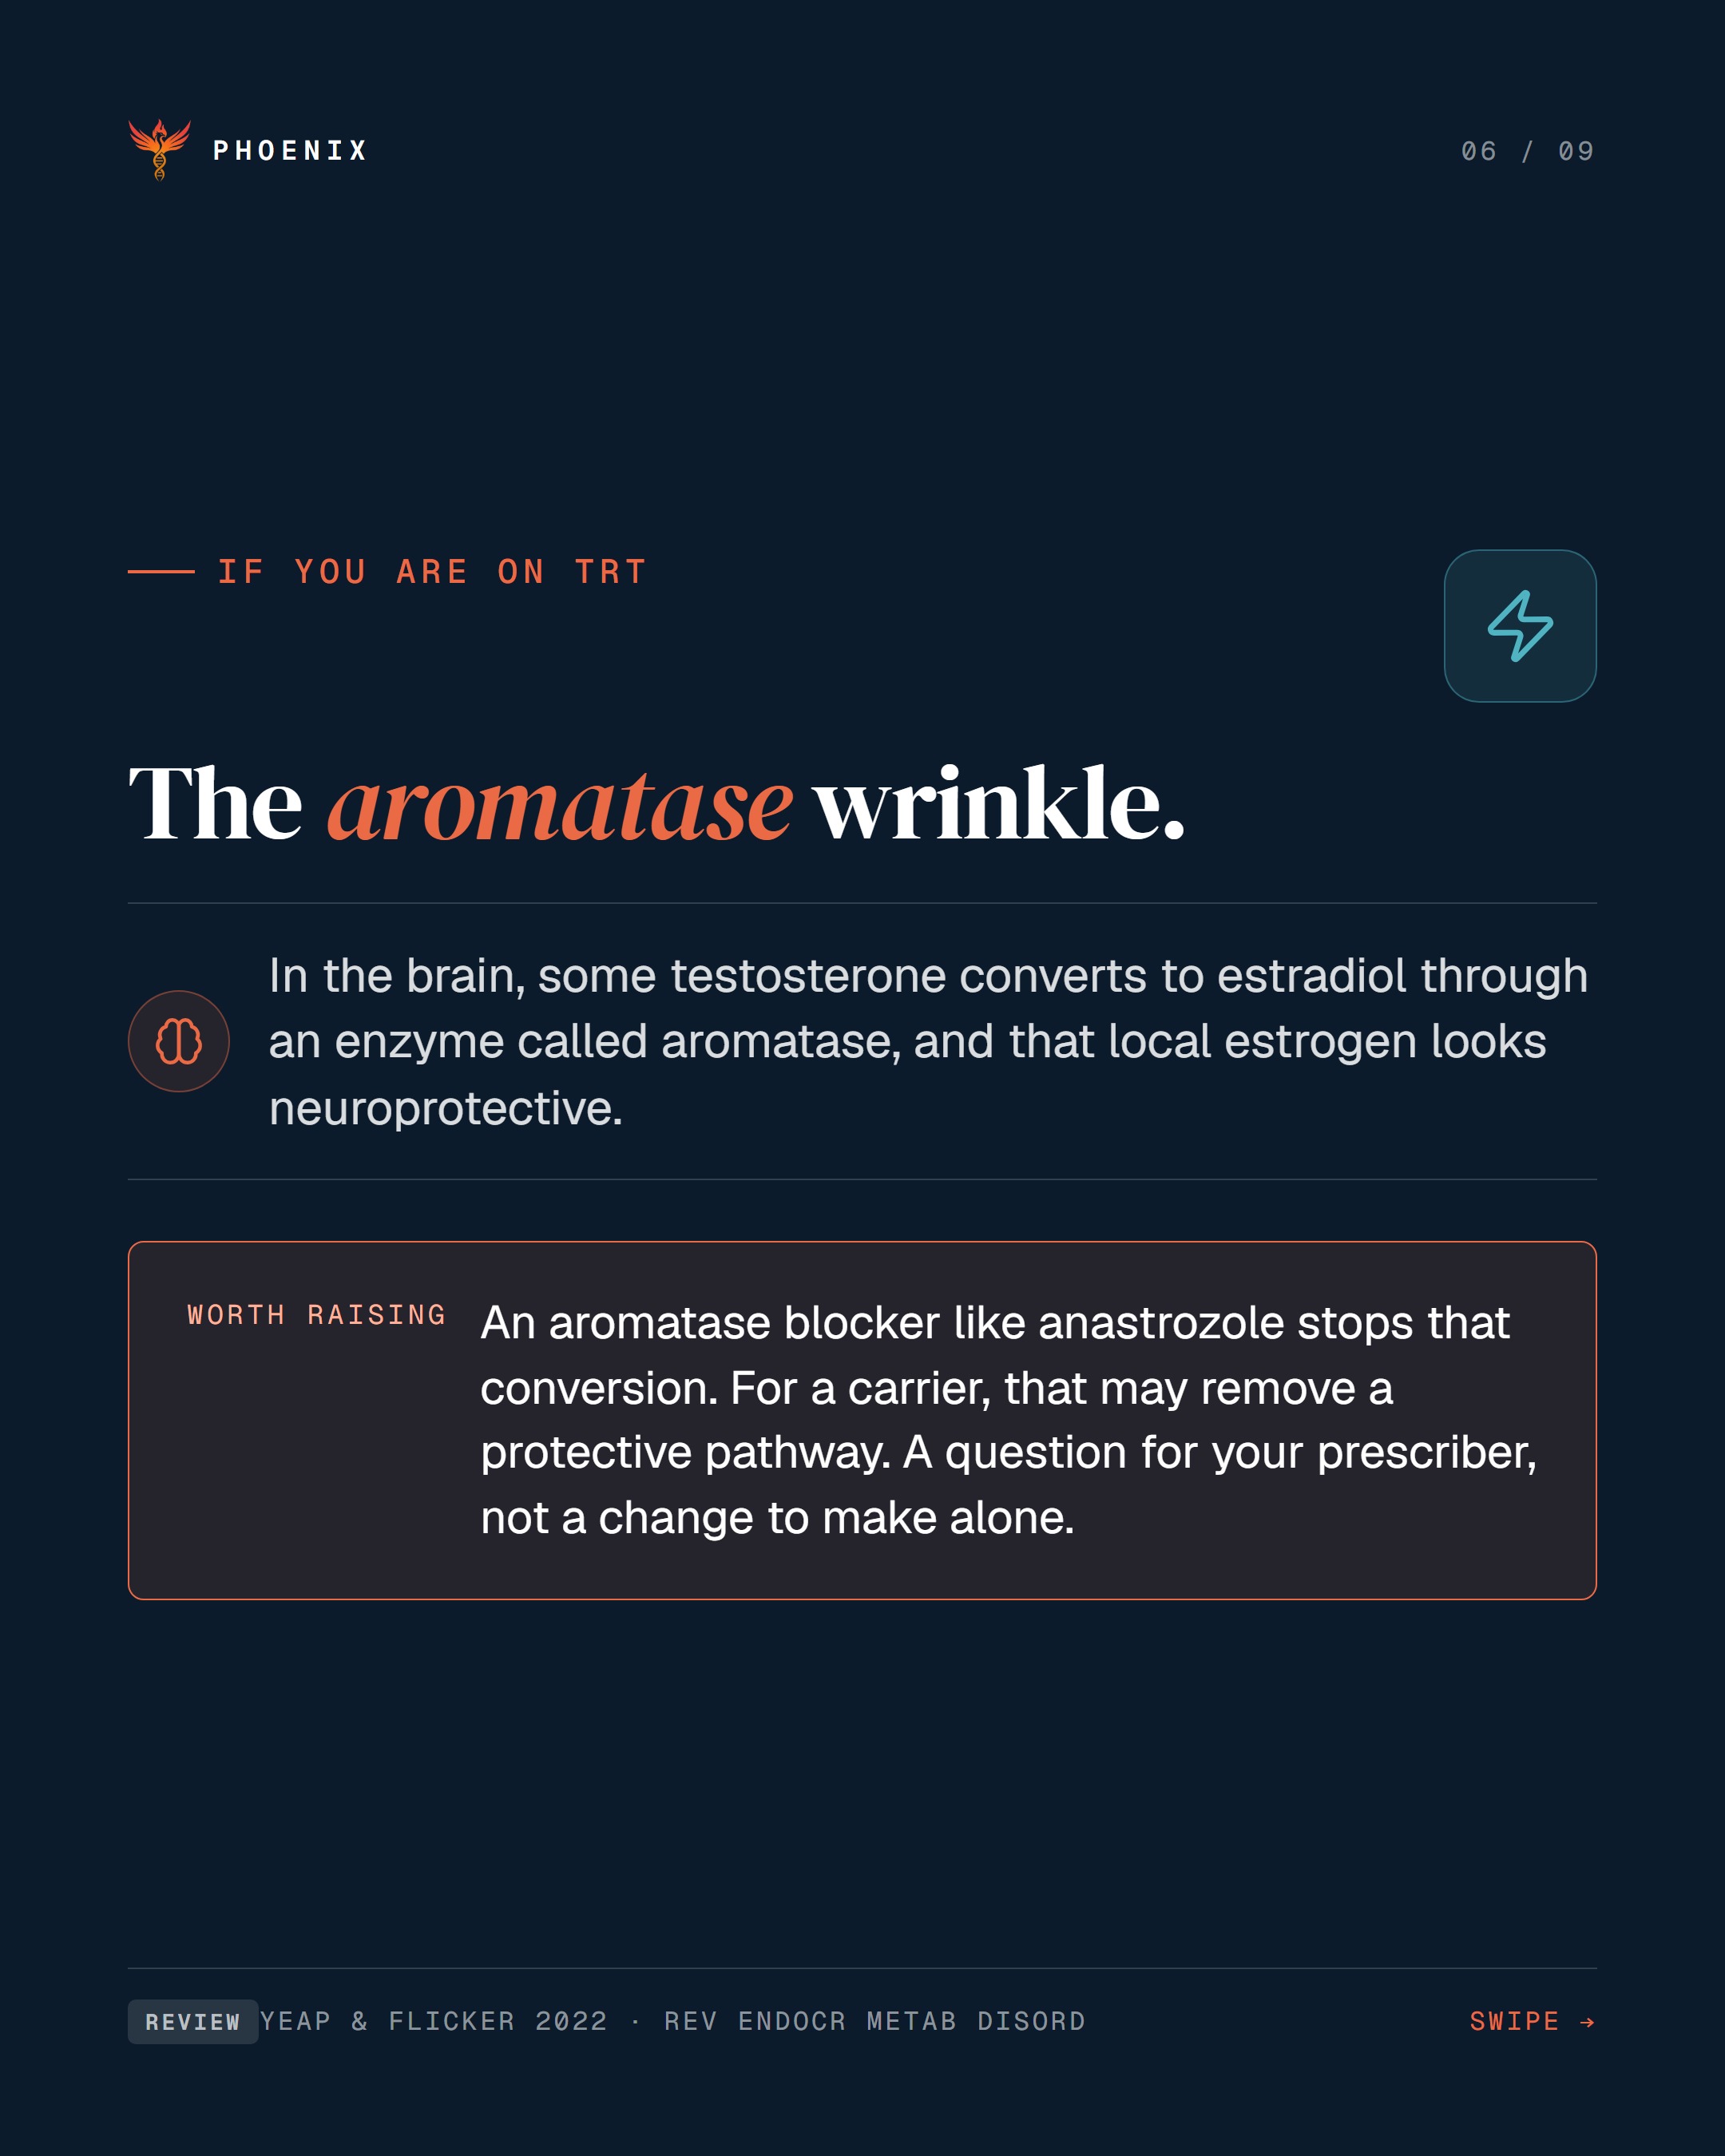 PHOENIX
06 / 09
IF YOU ARE ON TRT
The aromatase wrinkle.
In the brain, some testosterone converts to estradiol through
an enzyme called aromatase, and that local estrogen looks
neuroprotective.
WORTH RAISING
An aromatase blocker like anastrozole stops that
conversion. For a carrier, that may remove a
protective pathway. A question for your prescriber,
not a change to make alone.
REVIEW YEAP & FLICKER 2022 · REV ENDOCR METAB DISORD
SWIPE →